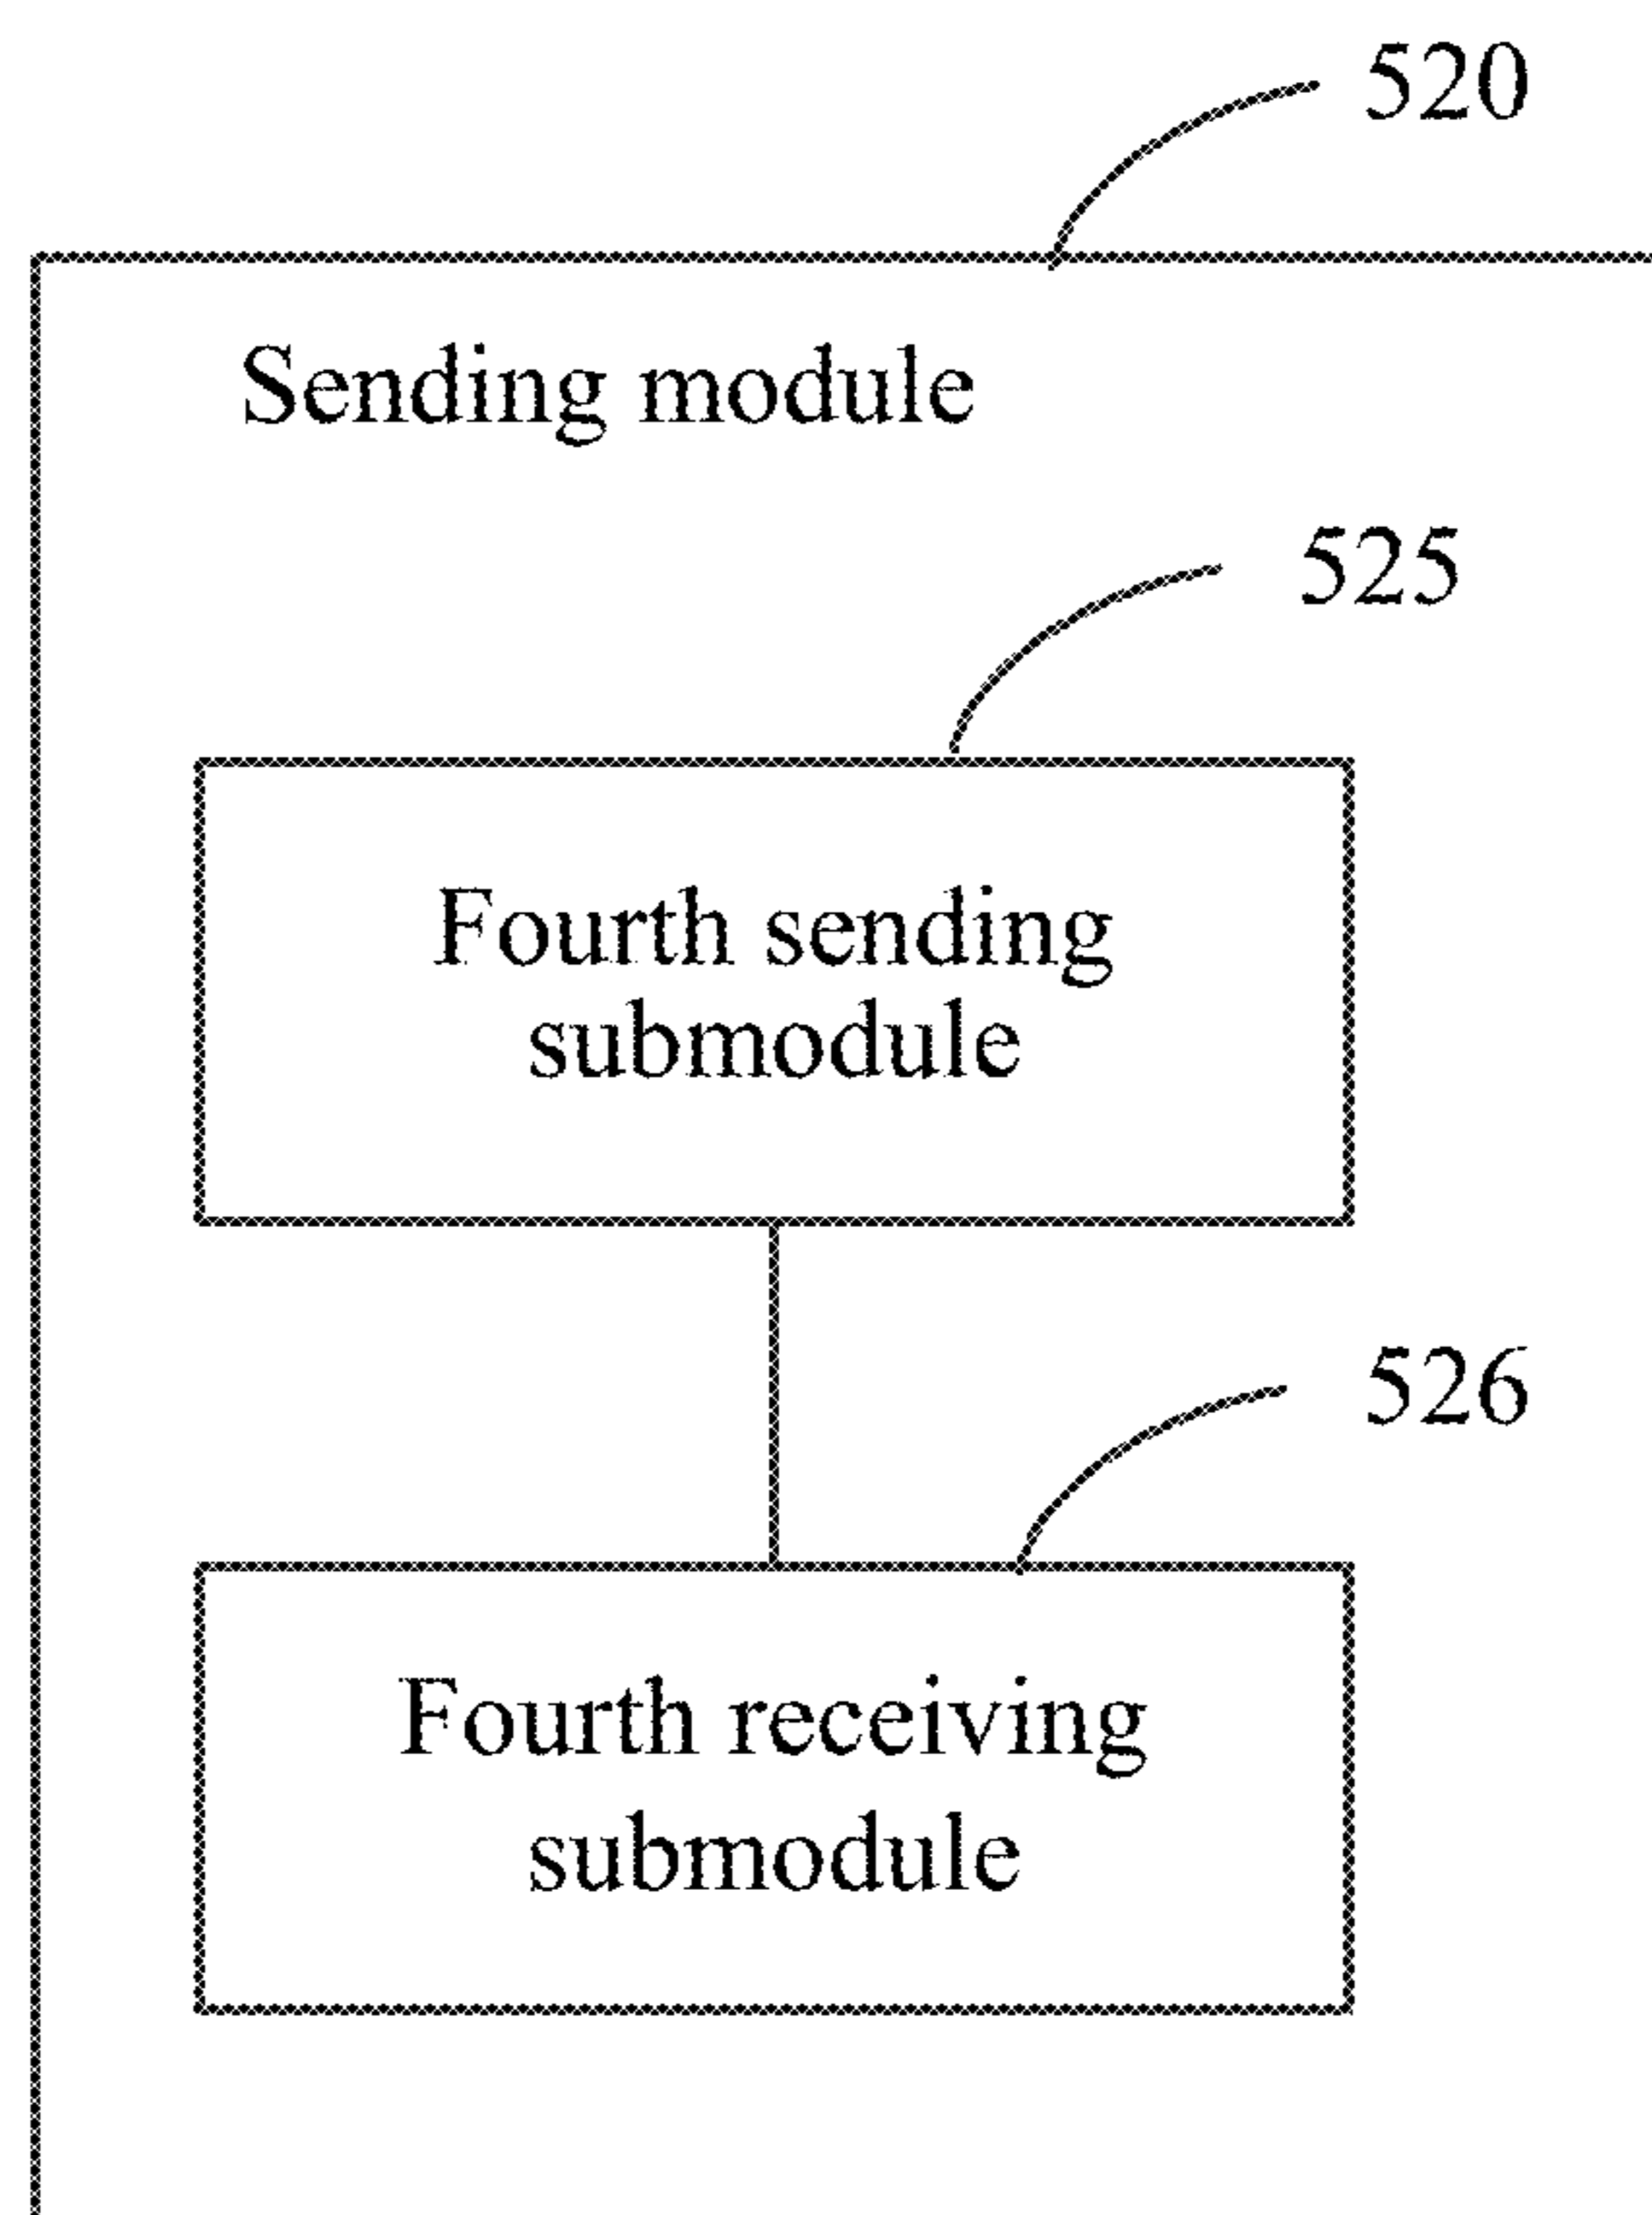 520
Sending module
525
Fourth sending
submodule
526
Fourth receiving
submodule